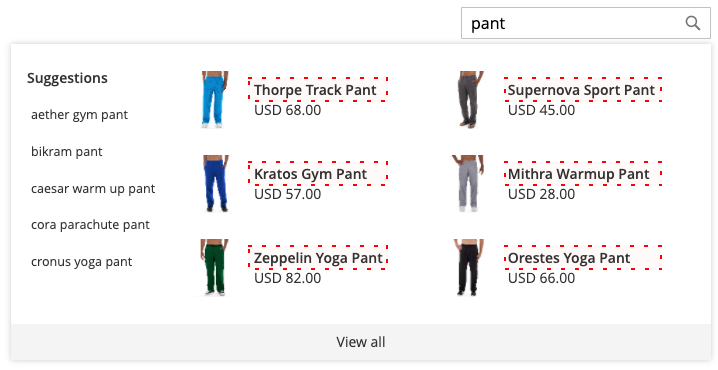 pant
Suggestions
aether gym pant
bikram pant
caesar warm up pant
cora parachute pant
cronus yoga pant
Thorpe Track Pant
USD 68.00
Supernova Sport Pant
USD 45.00
Kratos Gym Pant
USD 57.00
Mithra Warmup Pant
USD 28.00
Zeppelin Yoga Pant
USD 82.00
Orestes Yoga Pant
USD 66.00
View all